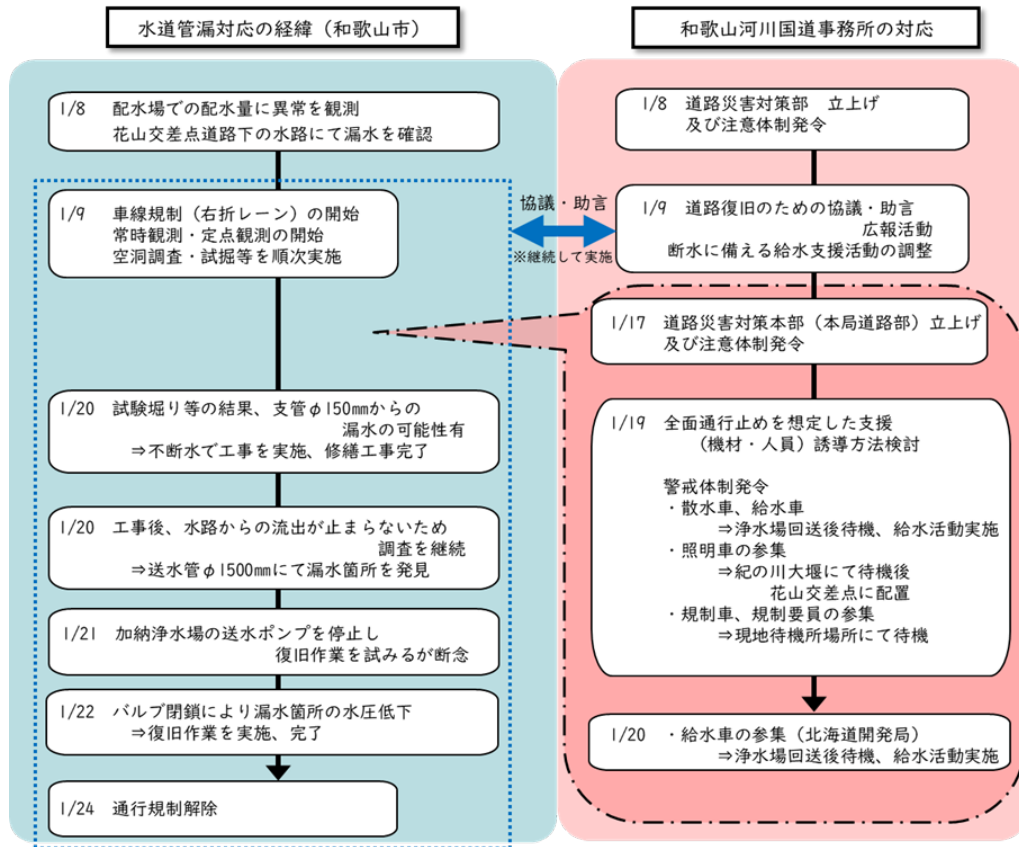 水道管漏対応の経緯（和歌山市）
1/8 配水場での配水量に異常を観測
花山交差点道路下の水路にて漏水を確認
1/9 車線規制（右折レーン）の開始
常時観測・定点観測の開始
空洞調査・試掘等を順次実施
1/20 試験堀り等の結果、支管φ150㎜からの
漏水の可能性有
⇒不断水で工事を実施、修繕工事完了
1/20 工事後、水路からの流出が止まらないため
調査を継続
⇒送水管φ1500㎜にて漏水箇所を発見
1/21 加納浄水場の送水ポンプを停止し
復旧作業を試みるが断念
1/22 バルブ閉鎖により漏水箇所の水圧低下
⇒復旧作業を実施、完了
1/24 通行規制解除
協議・助言
※継続して実施
和歌山河川国道事務所の対応
1/8 道路災害対策部 立上げ
及び注意体制発令
1/9 道路復旧のための協議・助言
広報活動
断水に備える給水支援活動の調整
1/17 道路災害対策本部（本局道路部）立上げ
及び注意体制発令
1/19 全面通行止めを想定した支援
（機材・人員）誘導方法検討
警戒体制発令
・散水車、給水車
⇒浄水場回送後待機、給水活動実施
・照明車の参集
⇒紀の川大堰にて待機後
花山交差点に配置
・規制車、規制要員の参集
⇒現地待機所場所にて待機
1/20 ・給水車の参集（北海道開発局）
⇒浄水場回送後待機、給水活動実施